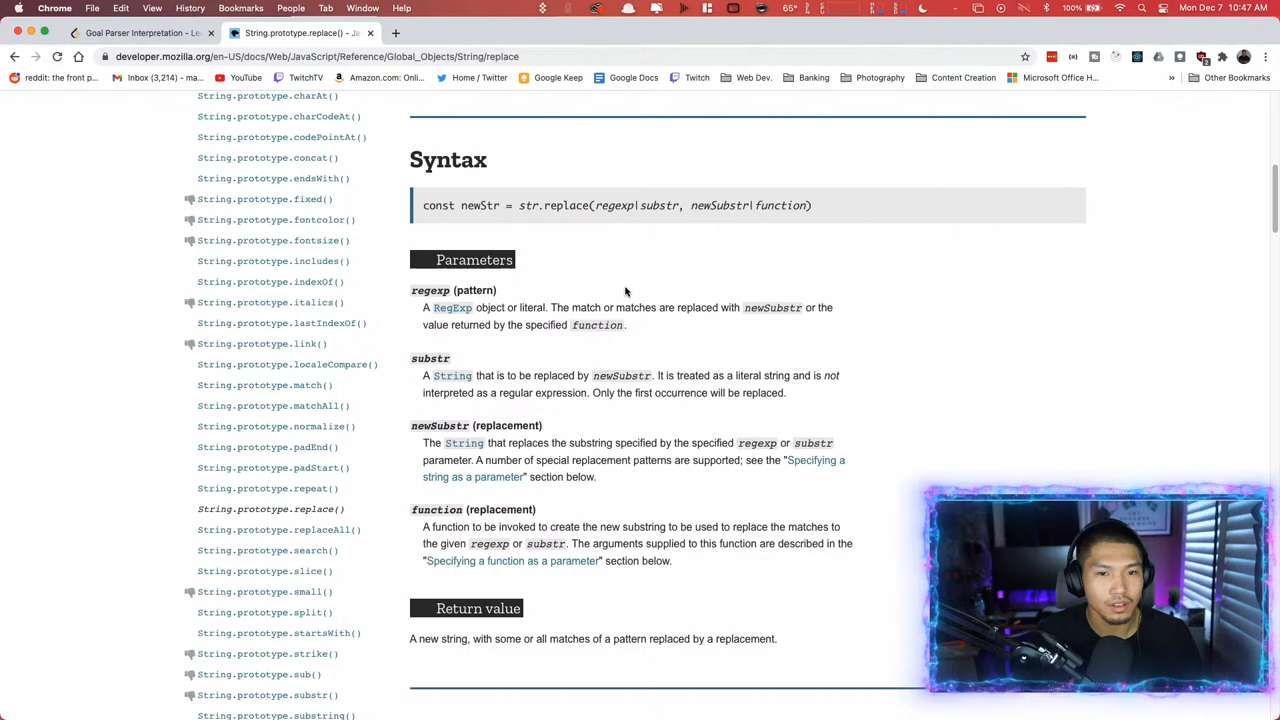 Chrome File Edit View History Bookmarks People Tab Window Help 65° 100% Mon Dec 7 10:47 AM
Goal Parser Interpretation - Le
String.prototype.replace() - Ja
developer.mozilla.org/en-US/docs/Web/JavaScript/Reference/Global_Objects/String/replace
reddit: the front p... Inbox (3,214) - ma... YouTube TwitchTV Amazon.com: Onli... Home / Twitter Google Keep Google Docs Twitch Web Dev. Banking Photography Content Creation Microsoft Office H... » Other Bookmarks
String.prototype.charAt()
String.prototype.charCodeAt()
String.prototype.codePointAt()
String.prototype.concat()
String.prototype.endsWith()
String.prototype.fixed()
String.prototype.fontcolor()
String.prototype.fontsize()
String.prototype.includes()
String.prototype.indexOf()
String.prototype.italics()
String.prototype.lastIndexOf()
String.prototype.link()
String.prototype.localeCompare()
String.prototype.match()
String.prototype.matchAll()
String.prototype.normalize()
String.prototype.padEnd()
String.prototype.padStart()
String.prototype.repeat()
String.prototype.replace()
String.prototype.replaceAll()
String.prototype.search()
String.prototype.slice()
String.prototype.small()
String.prototype.split()
String.prototype.startsWith()
String.prototype.strike()
String.prototype.sub()
String.prototype.substr()
String.prototype.substring()
Syntax
const newStr = str.replace(regexp|substr, newSubstr|function)
Parameters
regexp (pattern)
A RegExp object or literal. The match or matches are replaced with newSubstr or the
value returned by the specified function.
substr
A String that is to be replaced by newSubstr. It is treated as a literal string and is not
interpreted as a regular expression. Only the first occurrence will be replaced.
newSubstr (replacement)
The String that replaces the substring specified by the specified regexp or substr
parameter. A number of special replacement patterns are supported; see the "Specifying a
string as a parameter" section below.
function (replacement)
A function to be invoked to create the new substring to be used to replace the matches to
the given regexp or substr. The arguments supplied to this function are described in the
"Specifying a function as a parameter" section below.
Return value
A new string, with some or all matches of a pattern replaced by a replacement.